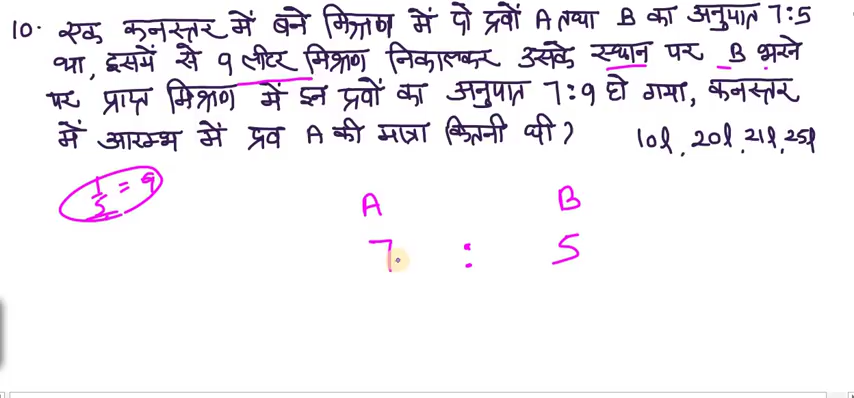 10. एक कनस्तर में बने मिश्रण में दो द्रवों A तथा B का अनुपात 7:5
था, इसमें से 9 लीटर मिश्रण निकालकर उसके स्थान पर B भरने
पर प्राप्त मिश्रण में इन द्रवों का अनुपात 7:9 हो गया, कनस्तर
में आरम्भ में द्रव A की मात्रा कितनी थी? 10l, 20l, 21l, 25l
1/5 = 9
A B
7 : 5